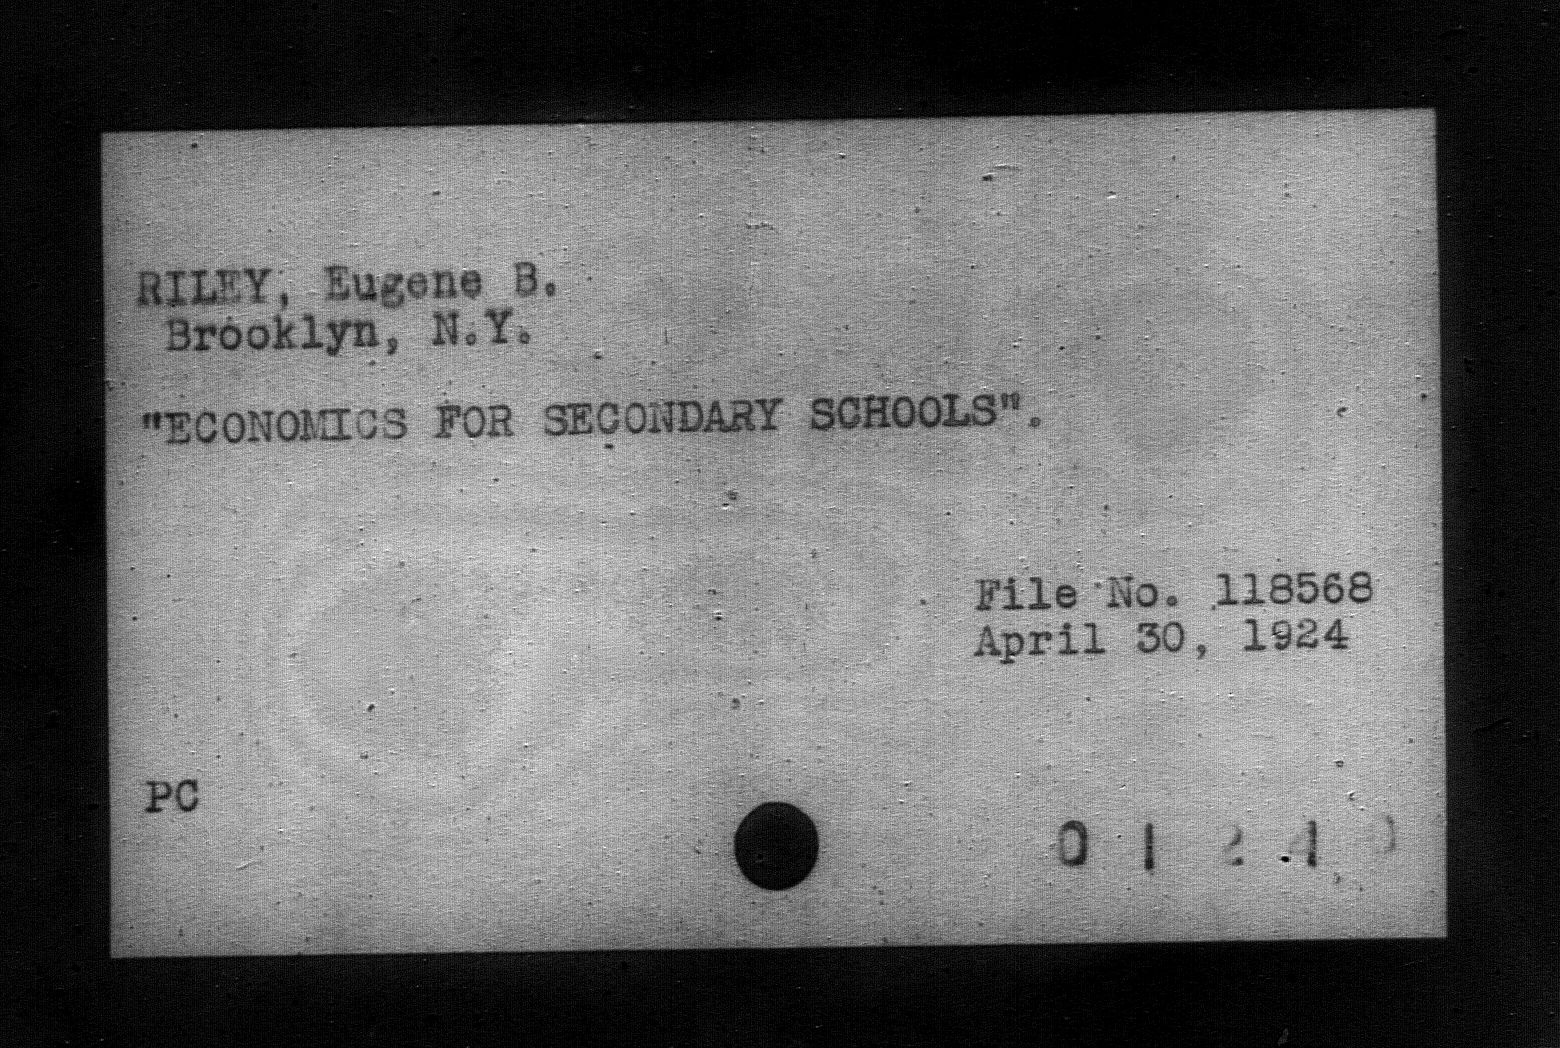 RILEY, Eugene B.
Brooklyn, N.Y.
"ECONOMICS FOR SECONDARY SCHOOLS".
File No. 118568
April 30, 1924
PC